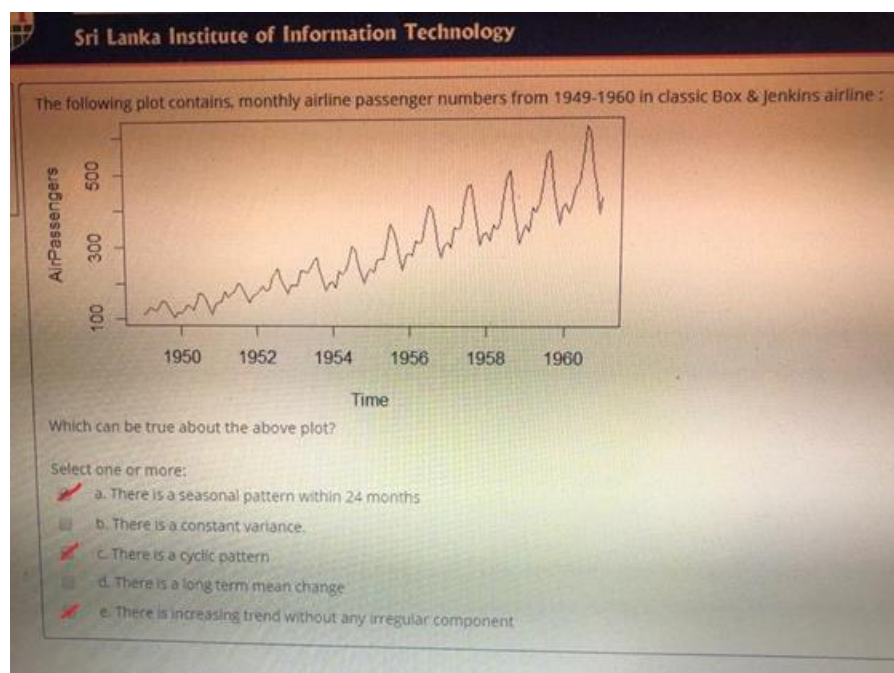 Sri Lanka Institute of Information Technology
The following plot contains, monthly airline passenger numbers from 1949-1960 in classic Box & Jenkins airline :
AirPassengers
500
300
100
1950 1952 1954 1956 1958 1960
Time
Which can be true about the above plot?
Select one or more:
a. There is a seasonal pattern within 24 months
b. There is a constant variance.
c. There is a cyclic pattern
d. There is a long term mean change
e. There is increasing trend without any irregular component